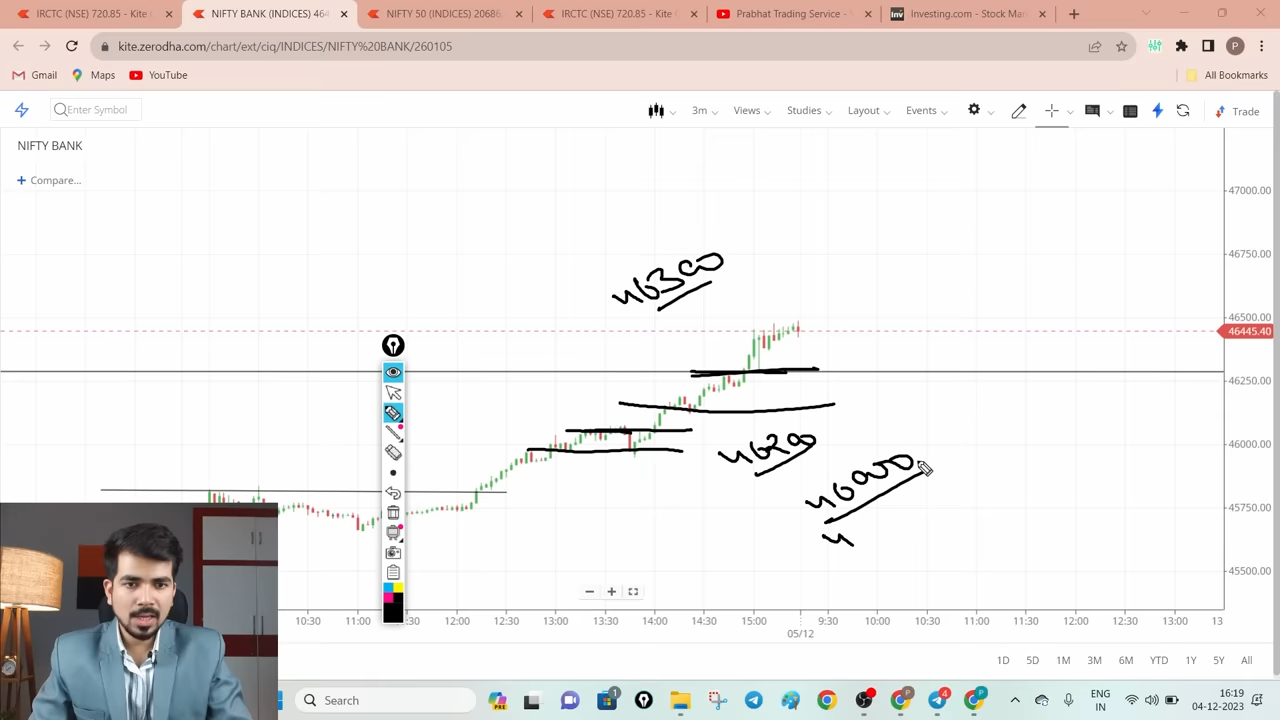 IRCTC (NSE) 720.85 - Kite
NIFTY BANK (INDICES) 464
NIFTY 50 (INDICES) 20686
IRCTC (NSE) 720.85 - Kite
Prabhat Trading Service -
Investing.com - Stock Mar
kite.zerodha.com/chart/ext/ciq/INDICES/NIFTY%20BANK/260105
P
Gmail
Maps
YouTube
All Bookmarks
Enter Symbol
3m
Views
Studies
Layout
Events
Trade
NIFTY BANK
+ Compare...
47000.00
46750.00
46500.00
46445.40
46250.00
46000.00
45750.00
45500.00
46300
46200
46000
4
10:30
11:00
11:30
12:00
12:30
13:00
13:30
14:00
14:30
15:00
9:30
10:00
10:30
11:00
11:30
12:00
12:30
13:00
13
05/12
1D
5D
1M
3M
6M
YTD
1Y
5Y
All
Search
ENG
IN
16:19
04-12-2023